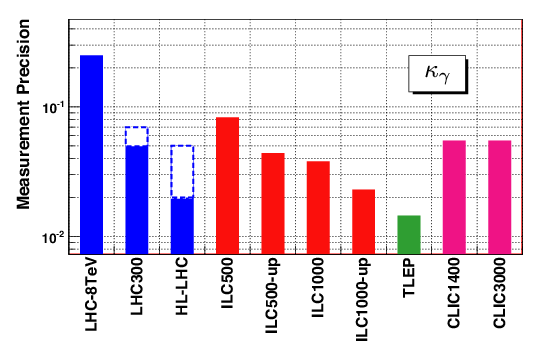 Measurement Precision
κγ
10-1
10-2
LHC-8TeV
LHC300
HL-LHC
ILC500
ILC500-up
ILC1000
ILC1000-up
TLEP
CLIC1400
CLIC3000